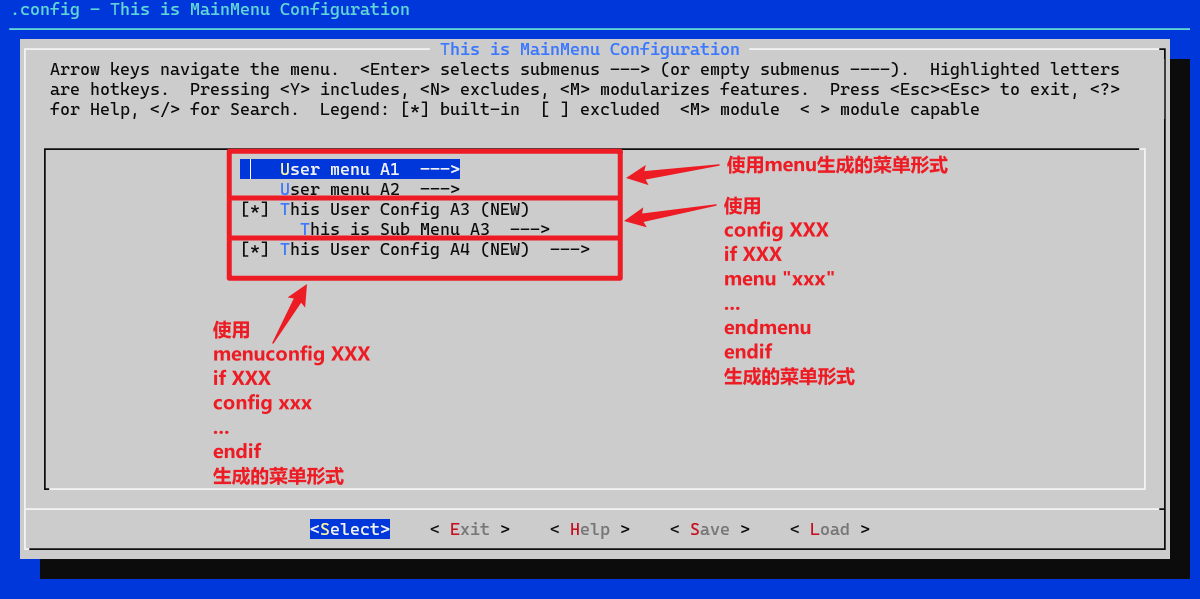 .config - This is MainMenu Configuration
This is MainMenu Configuration
Arrow keys navigate the menu.  <Enter> selects submenus ---> (or empty submenus ----).  Highlighted letters
are hotkeys.  Pressing <Y> includes, <N> excludes, <M> modularizes features.  Press <Esc><Esc> to exit, <?>
for Help, </> for Search.  Legend: [*] built-in  [ ] excluded  <M> module  < > module capable
User menu A1  --->
User menu A2  --->
[*] This User Config A3 (NEW)
This is Sub Menu A3  --->
[*] This User Config A4 (NEW)  --->
使用menu生成的菜单形式
使用
config XXX
if XXX
menu "xxx"
...
endmenu
endif
生成的菜单形式
使用
menuconfig XXX
if XXX
config xxx
...
endif
生成的菜单形式
<Select>    < Exit >    < Help >    < Save >    < Load >